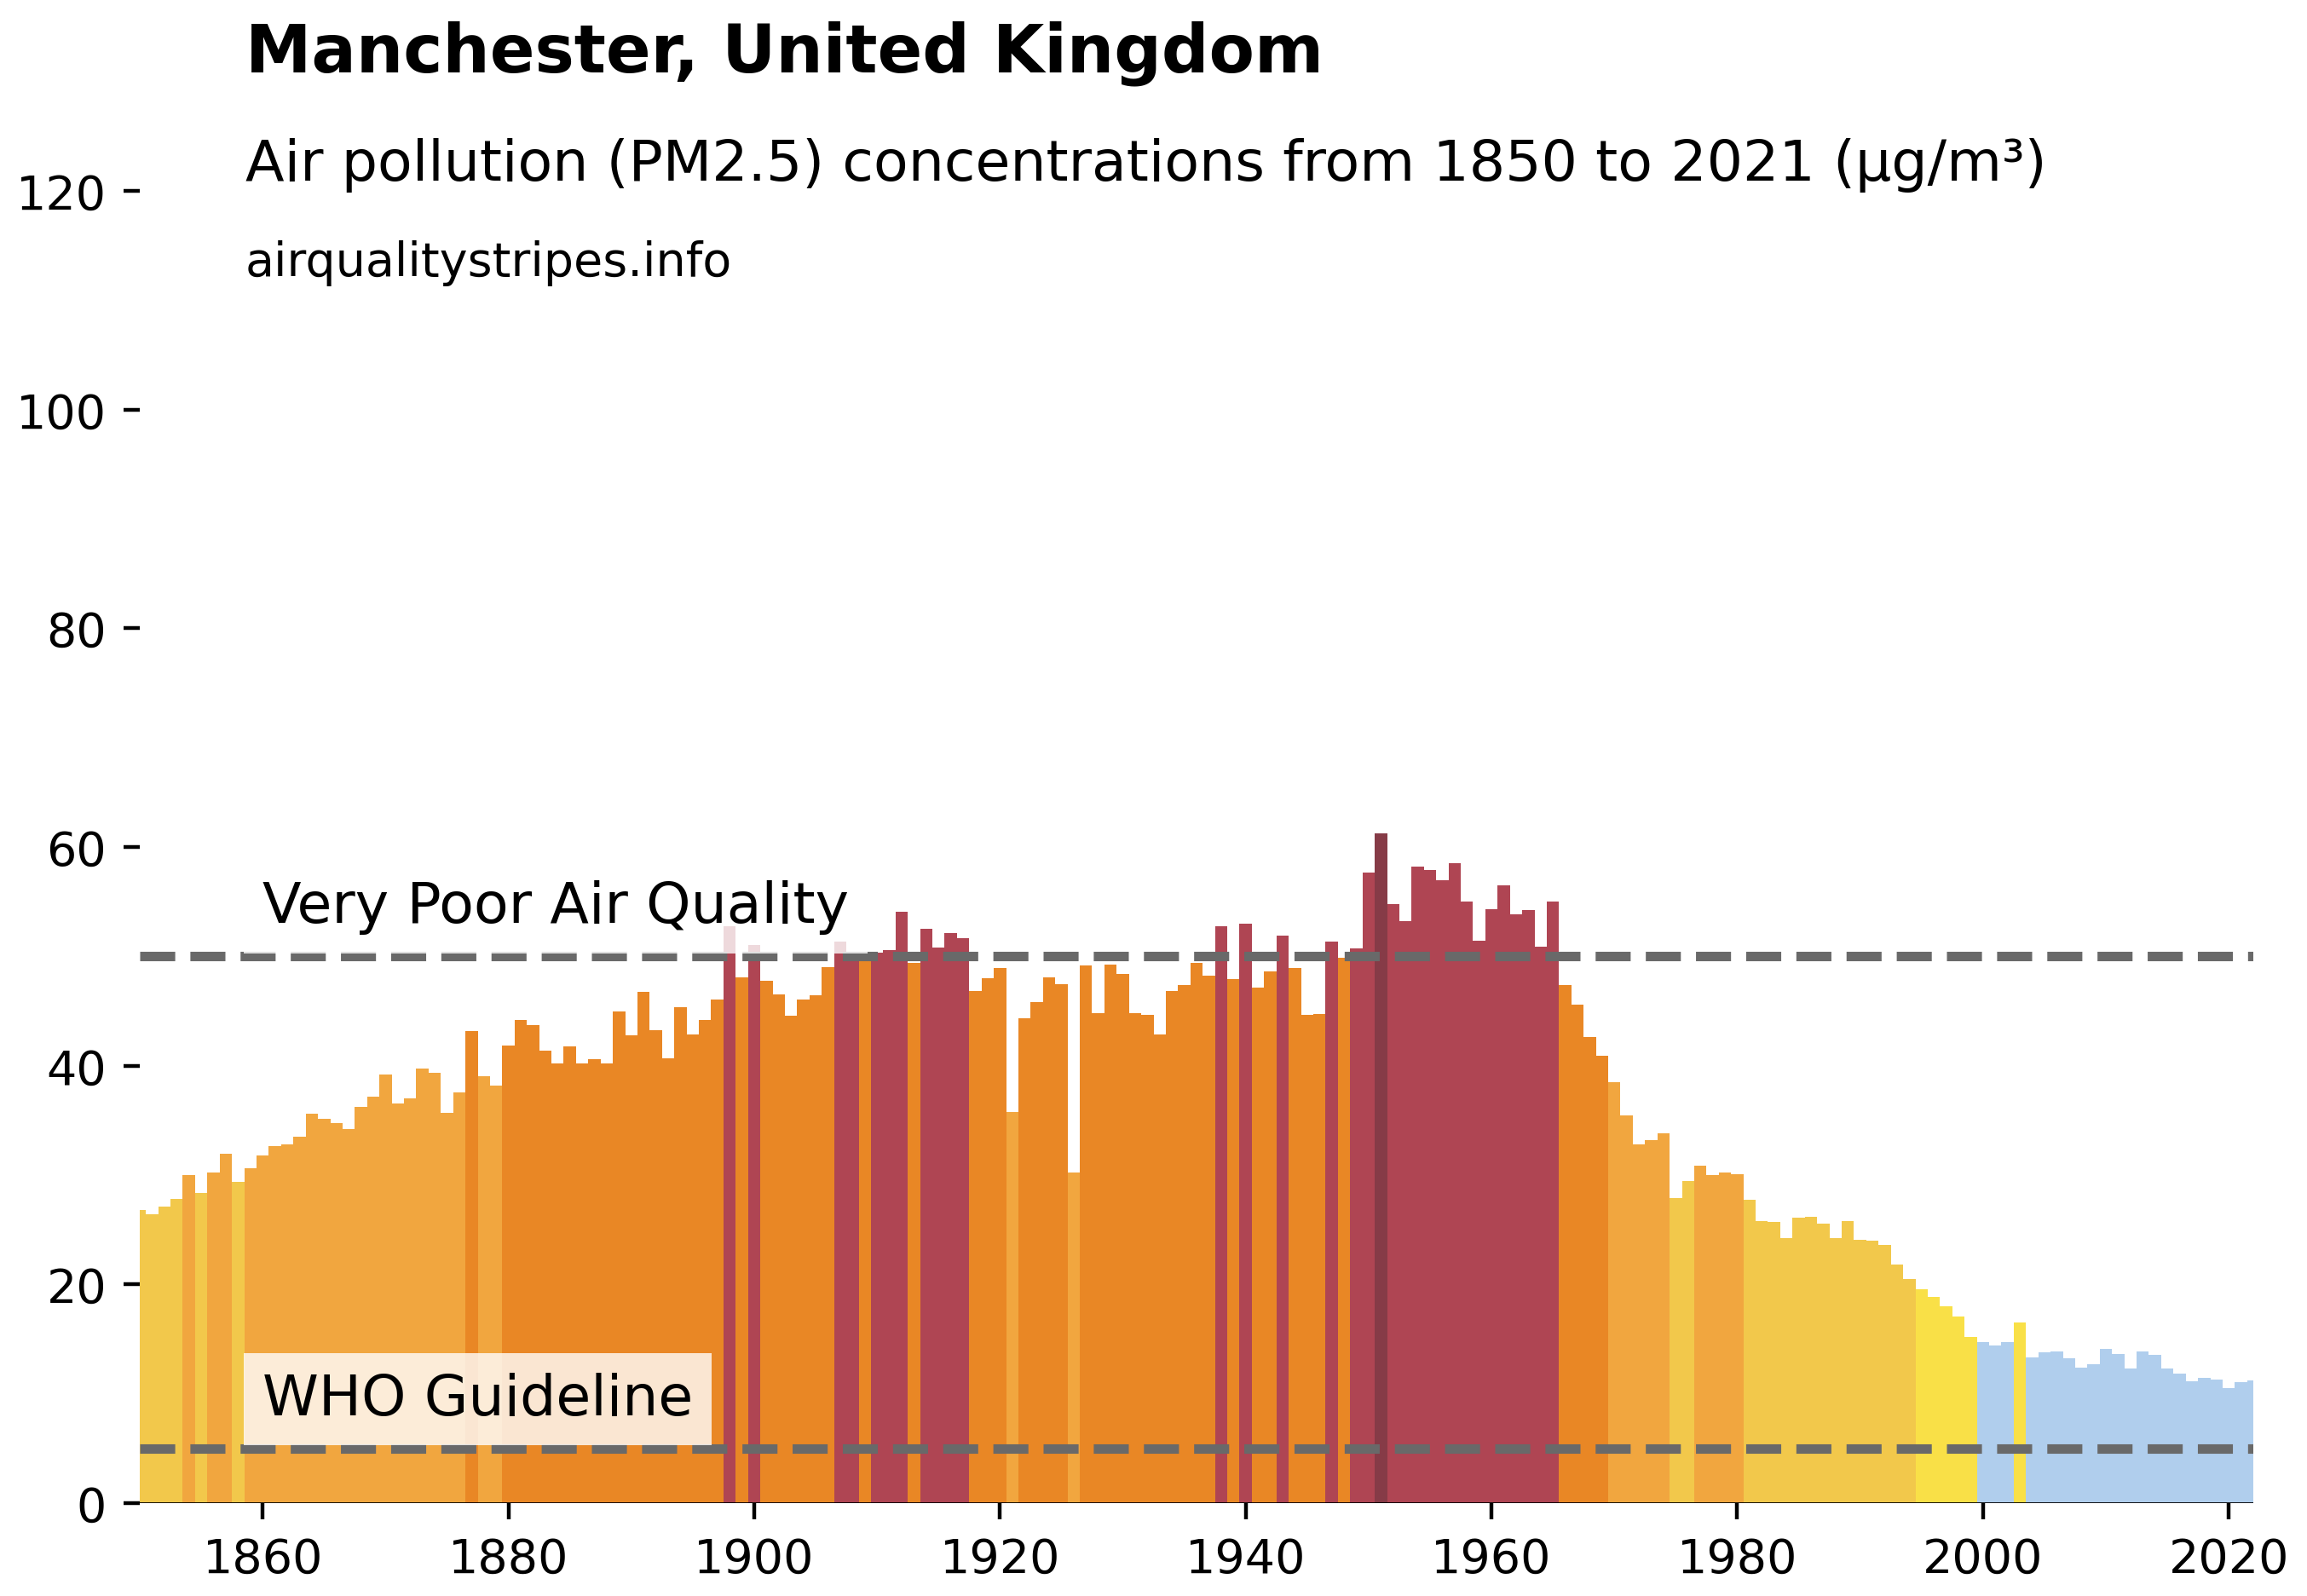 Manchester, United Kingdom
Air pollution (PM2.5) concentrations from 1850 to 2021 (µg/m³)
airqualitystripes.info
120
100
80
60
Very Poor Air Quality
40
20
WHO Guideline
0
1860 1880 1900 1920 1940 1960 1980 2000 2020